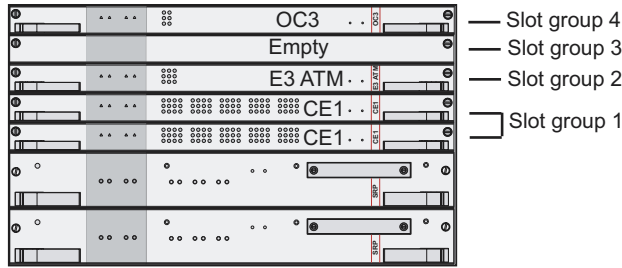 OC3 OC3 Slot group 4
Empty Slot group 3
E3 ATM E3 ATM Slot group 2
CE1 CE1
Slot group 1
CE1 CE1
SRP
SRP